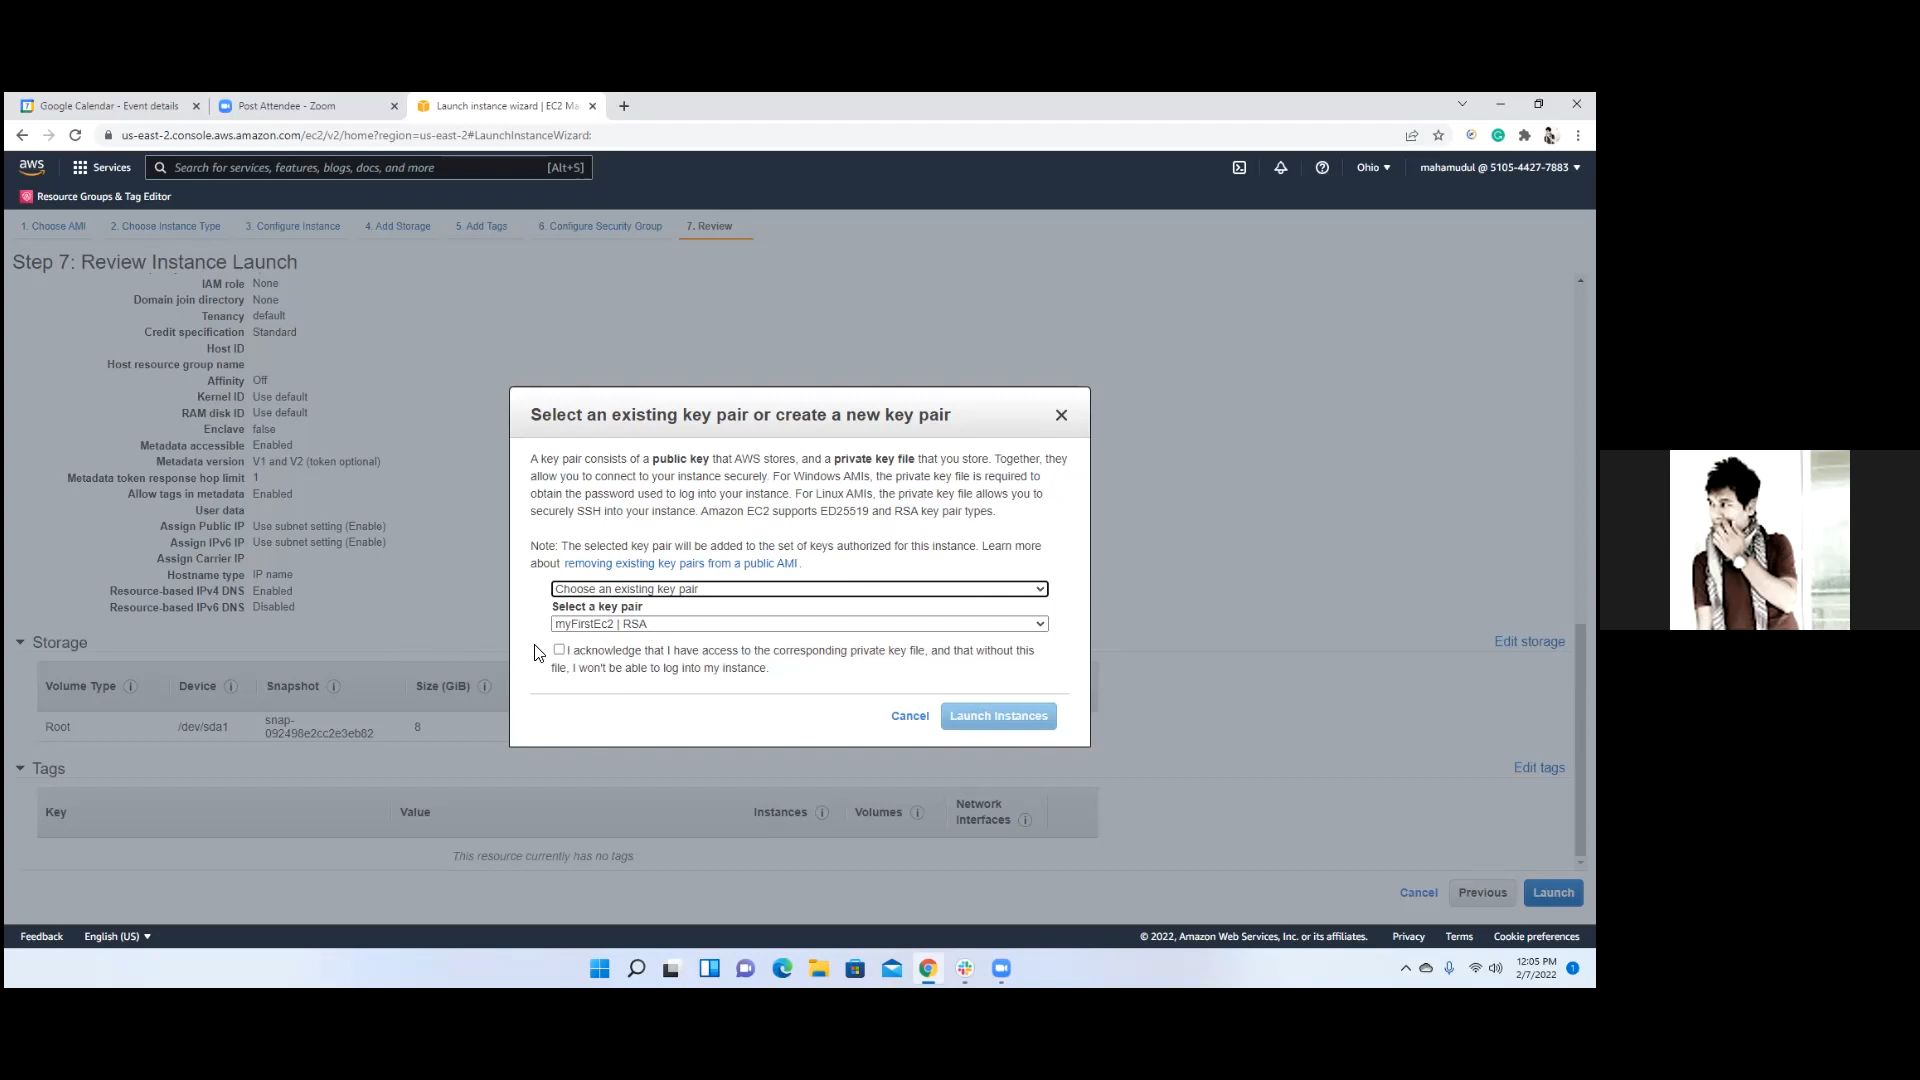 Google Calendar - Event details
Post Attendee - Zoom
Launch instance wizard | EC2 Ma
us-east-2.console.aws.amazon.com/ec2/v2/home?region=us-east-2#LaunchInstanceWizard:
aws
Services
Search for services, features, blogs, docs, and more
[Alt+S]
Ohio
mahamudul @ 5105-4427-7883
Resource Groups & Tag Editor
1. Choose AMI
2. Choose Instance Type
3. Configure Instance
4. Add Storage
5. Add Tags
6. Configure Security Group
7. Review
Step 7: Review Instance Launch
IAM role None
Domain join directory None
Tenancy default
Credit specification Standard
Host ID
Host resource group name
Affinity Off
Kernel ID Use default
RAM disk ID Use default
Enclave false
Metadata accessible Enabled
Metadata version V1 and V2 (token optional)
Metadata token response hop limit 1
Allow tags in metadata Enabled
User data
Assign Public IP Use subnet setting (Enable)
Assign IPv6 IP Use subnet setting (Enable)
Assign Carrier IP
Hostname type IP name
Resource-based IPv4 DNS Enabled
Resource-based IPv6 DNS Disabled
Select an existing key pair or create a new key pair
A key pair consists of a public key that AWS stores, and a private key file that you store. Together, they
allow you to connect to your instance securely. For Windows AMIs, the private key file is required to
obtain the password used to log into your instance. For Linux AMIs, the private key file allows you to
securely SSH into your instance. Amazon EC2 supports ED25519 and RSA key pair types.
Note: The selected key pair will be added to the set of keys authorized for this instance. Learn more
about removing existing key pairs from a public AMI .
Choose an existing key pair
Select a key pair
myFirstEc2 | RSA
I acknowledge that I have access to the corresponding private key file, and that without this
file, I won't be able to log into my instance.
Cancel
Launch Instances
Storage
Edit storage
Volume Type
Device
Snapshot
Size (GiB)
Root
/dev/sda1
snap-
092498e2cc2e3eb82
8
Tags
Edit tags
Key
Value
Instances
Volumes
Network
Interfaces
This resource currently has no tags
Cancel
Previous
Launch
Feedback
English (US)
© 2022, Amazon Web Services, Inc. or its affiliates.
Privacy
Terms
Cookie preferences
12:05 PM
2/7/2022
1